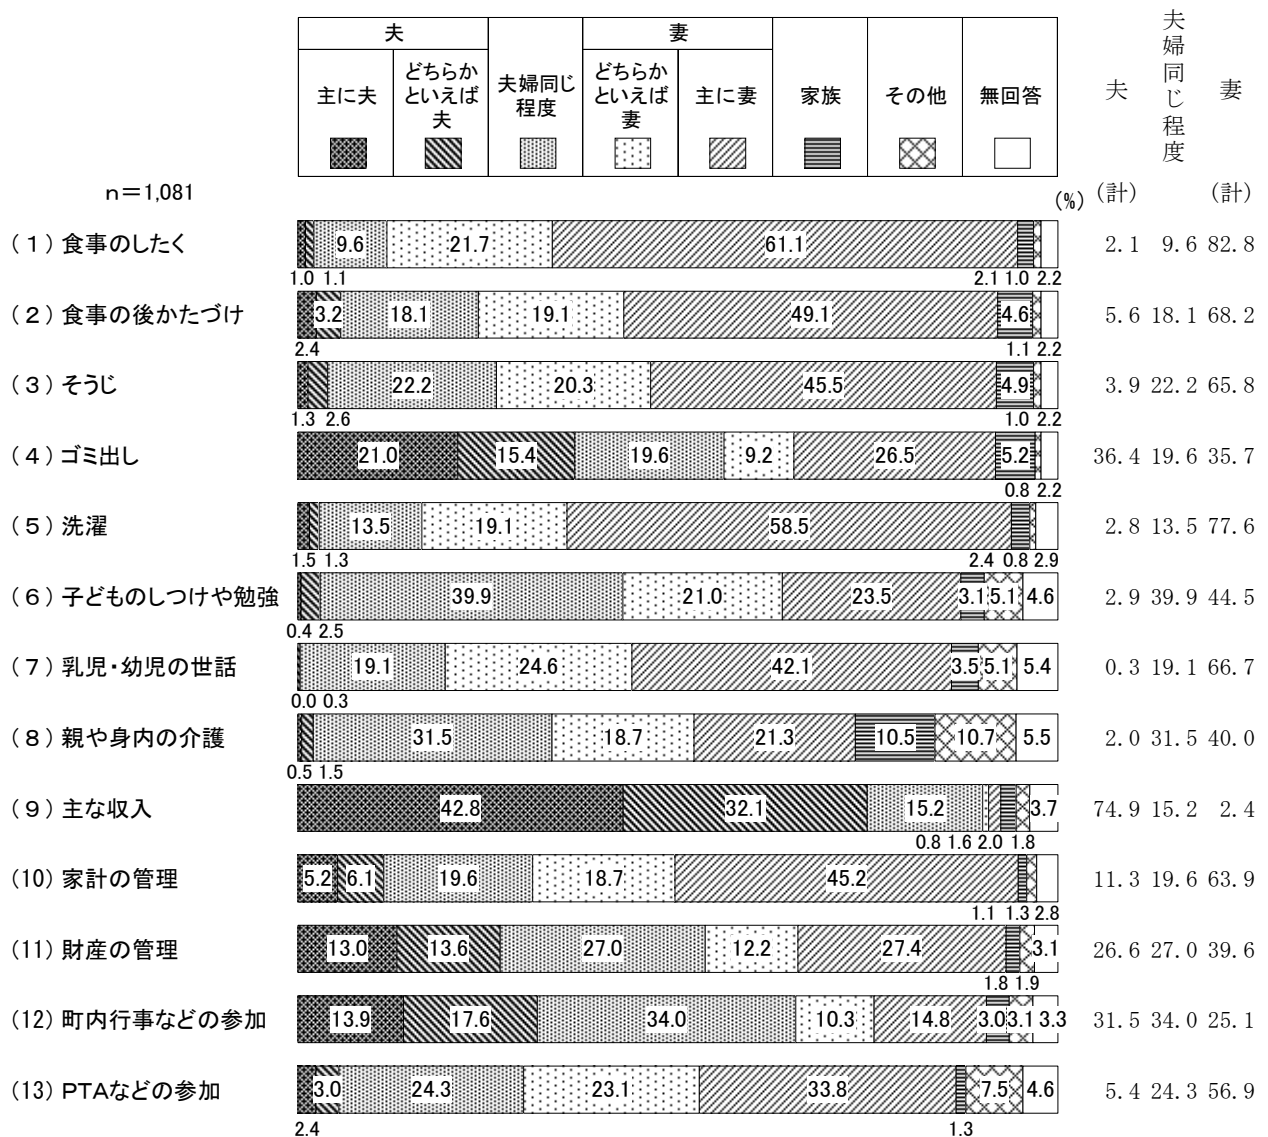 夫
妻
主に夫
どちらか
といえば
夫
夫婦同じ
程度
どちらか
といえば
妻
主に妻
家族
その他
無回答
夫
夫婦同じ程度
妻
n＝1,081
(%)
(計)
(計)
(１) 食事のしたく 9.6 21.7 61.1 2.1 9.6 82.8
1.0 1.1 2.1 1.0 2.2
(２) 食事の後かたづけ 3.2 18.1 19.1 49.1 4.6 5.6 18.1 68.2
2.4 1.1 2.2
(３) そうじ 22.2 20.3 45.5 4.9 3.9 22.2 65.8
1.3 2.6 1.0 2.2
(４) ゴミ出し 21.0 15.4 19.6 9.2 26.5 5.2 36.4 19.6 35.7
0.8 2.2
(５) 洗濯 13.5 19.1 58.5 2.8 13.5 77.6
1.5 1.3 2.4 0.8 2.9
(６) 子どものしつけや勉強 39.9 21.0 23.5 3.1 5.1 4.6 2.9 39.9 44.5
0.4 2.5
(７) 乳児・幼児の世話 19.1 24.6 42.1 3.5 5.1 5.4 0.3 19.1 66.7
0.0 0.3
(８) 親や身内の介護 31.5 18.7 21.3 10.5 10.7 5.5 2.0 31.5 40.0
0.5 1.5
(９) 主な収入 42.8 32.1 15.2 3.7 74.9 15.2 2.4
0.8 1.6 2.0 1.8
(10) 家計の管理 5.2 6.1 19.6 18.7 45.2 11.3 19.6 63.9
1.1 1.3 2.8
(11) 財産の管理 13.0 13.6 27.0 12.2 27.4 3.1 26.6 27.0 39.6
1.8 1.9
(12) 町内行事などの参加 13.9 17.6 34.0 10.3 14.8 3.0 3.1 3.3 31.5 34.0 25.1
(13) PTAなどの参加 3.0 24.3 23.1 33.8 7.5 4.6 5.4 24.3 56.9
2.4 1.3